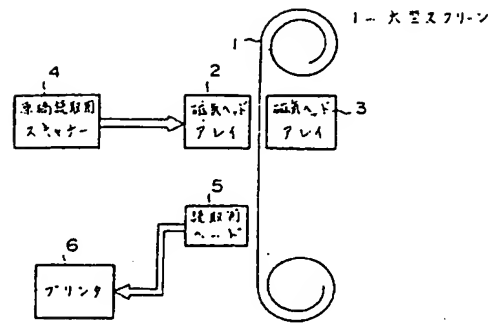 1
1… 大型スクリーン
4
2
原稿読取用
スキャナー
磁気ヘッド
アレイ
磁気ヘッド
アレイ
3
5
読取用
ヘッド
6
プリンタ